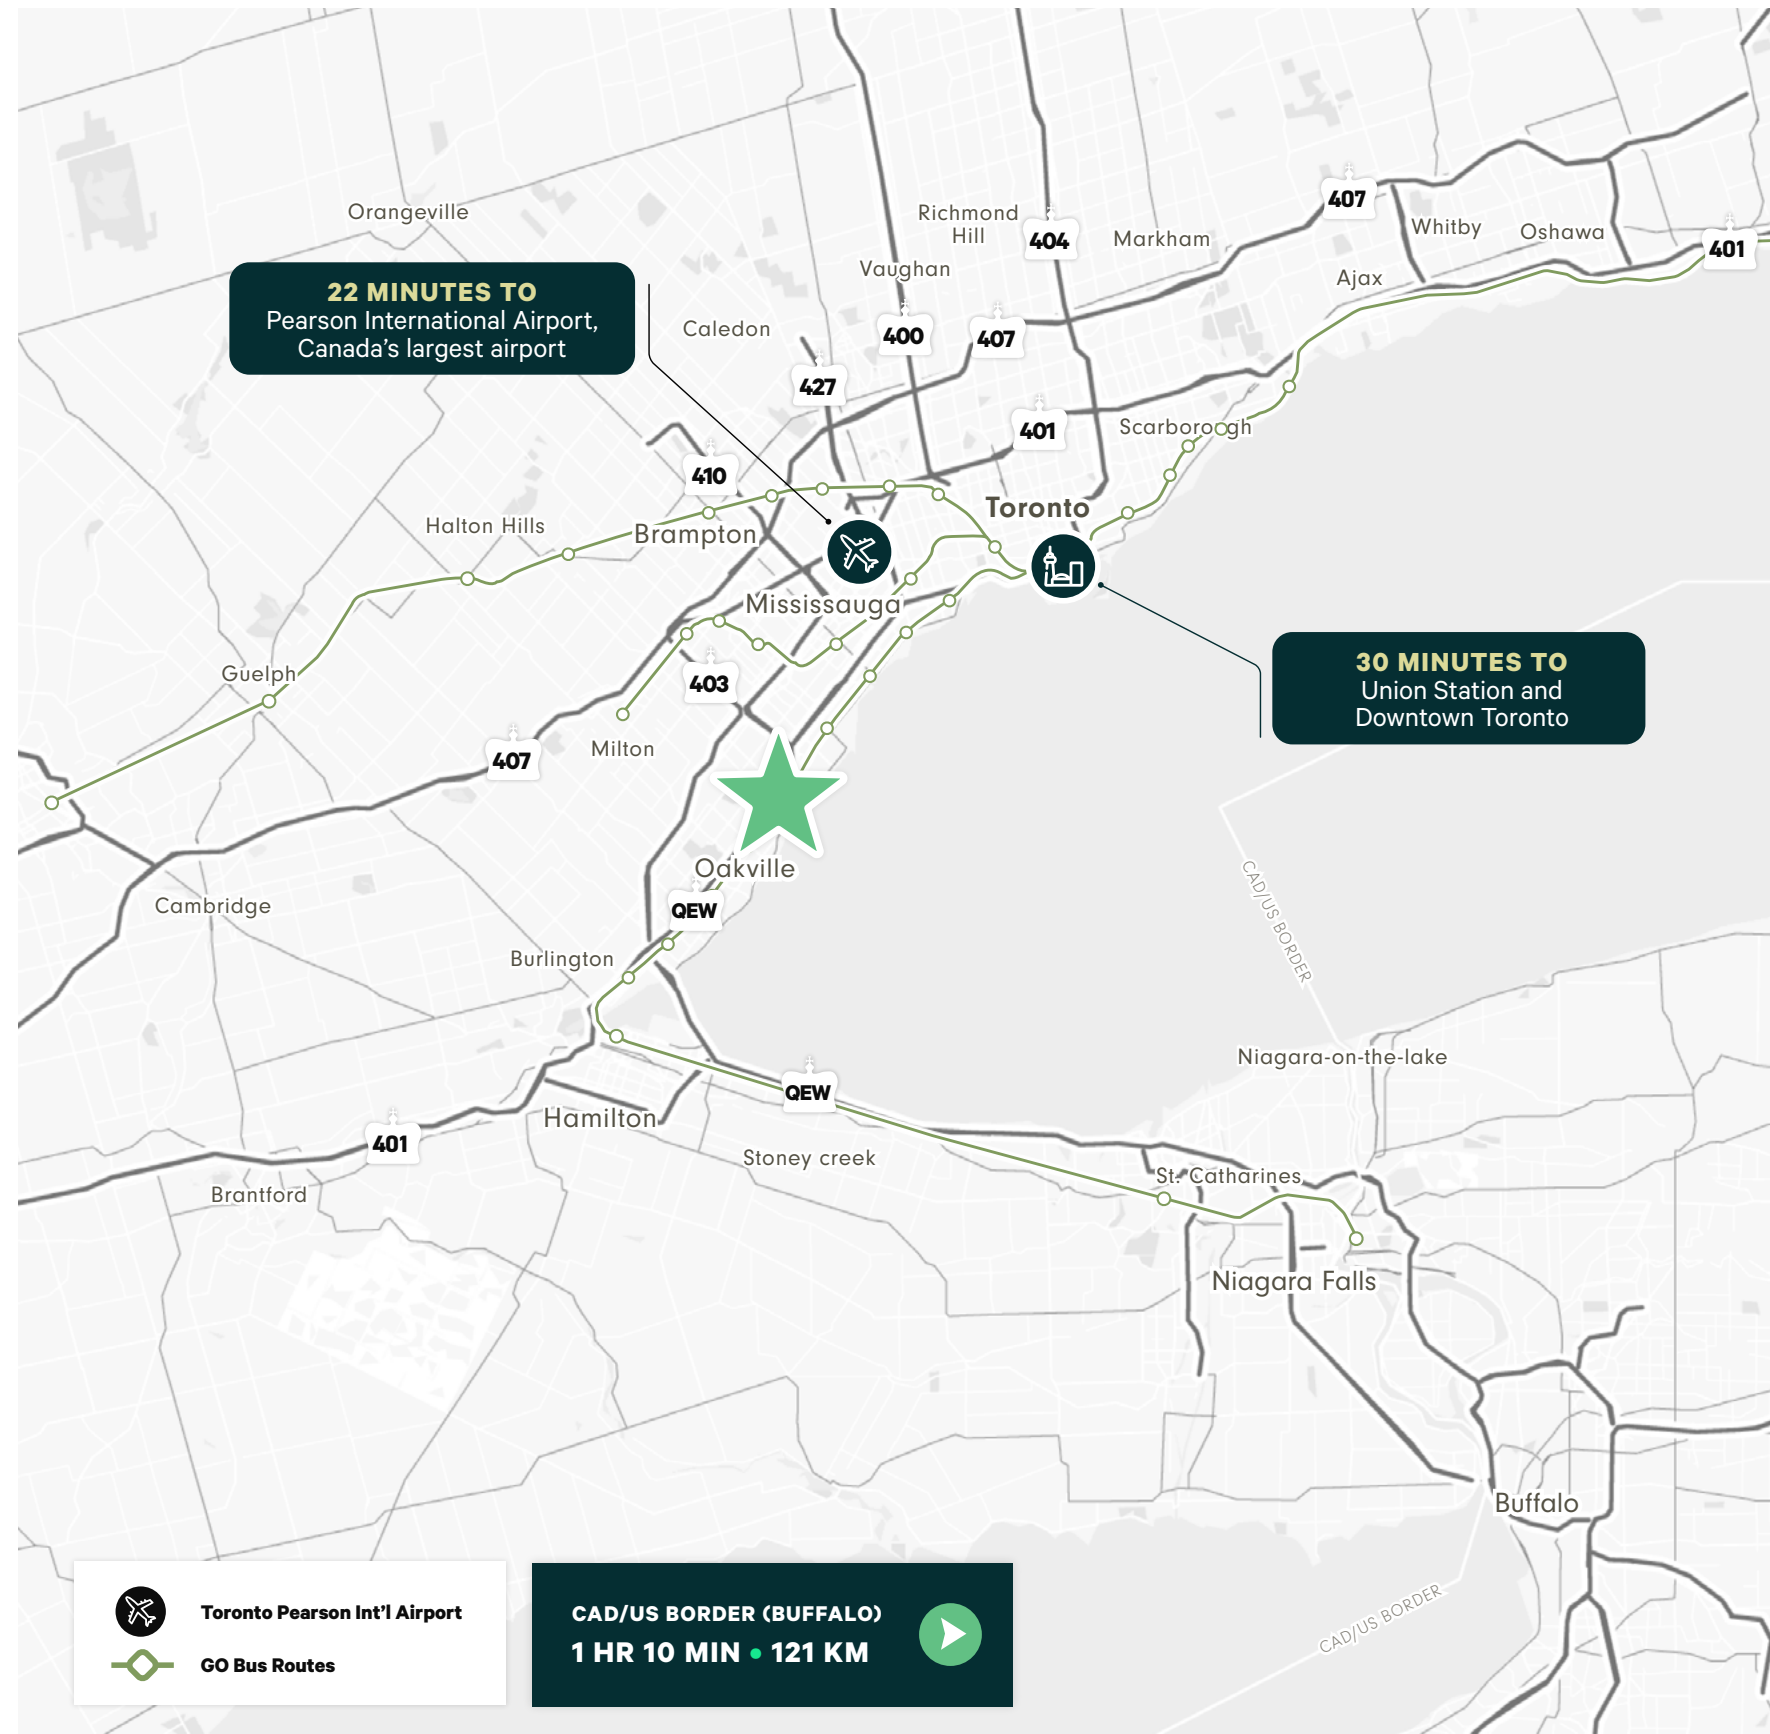 Orangeville
Richmond
Hill
404
Markham
407
Whitby
Oshawa
401
Vaughan
Ajax
22 MINUTES TO
Pearson International Airport,
Canada's largest airport
Caledon
400
407
427
401
Scarborough
410
Toronto
Halton Hills
Brampton
Mississauga
Guelph
403
30 MINUTES TO
Union Station and
Downtown Toronto
Milton
407
Oakville
Cambridge
QEW
CAD/US BORDER
Burlington
Niagara-on-the-lake
QEW
Hamilton
401
Stoney creek
St. Catharines
Brantford
Niagara Falls
Buffalo
CAD/US BORDER
Toronto Pearson Int'l Airport
GO Bus Routes
CAD/US BORDER (BUFFALO)
1 HR 10 MIN • 121 KM